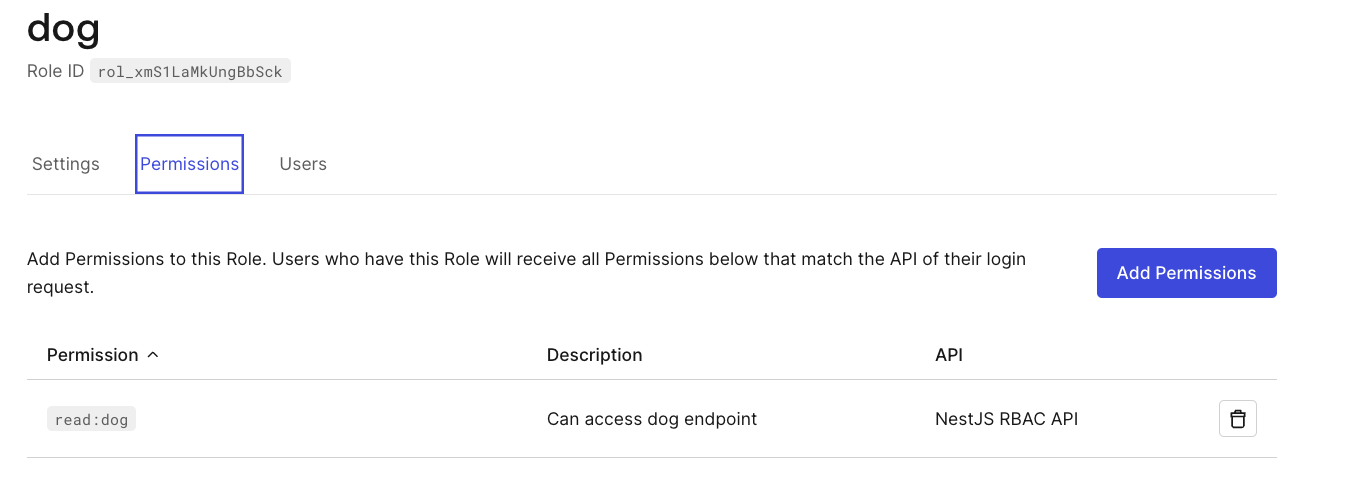 dog
Role ID rol_xmS1LaMkUngBbSck
Settings Permissions Users
Add Permissions to this Role. Users who have this Role will receive all Permissions below that match the API of their login
request.
Add Permissions
Permission Description API
read:dog Can access dog endpoint NestJS RBAC API